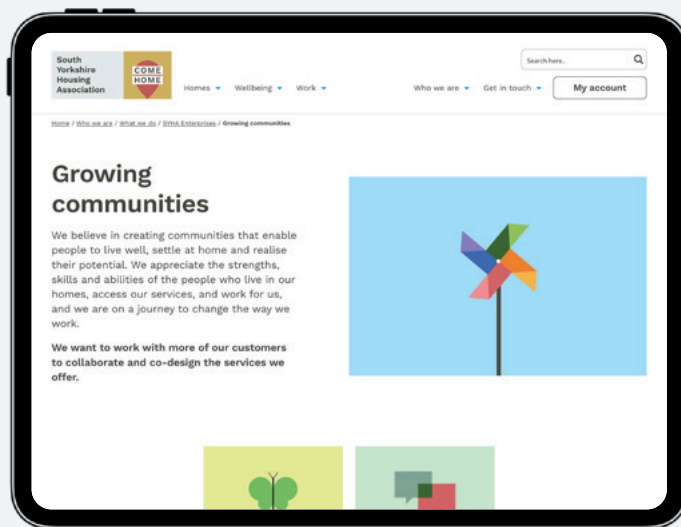 South
Yorkshire
Housing
Association
COME
HOME
Homes Wellbeing Work
Search here..
Who we are Get in touch My account
Home / Who we are / What we do / SYHA Enterprises / Growing communities
Growing
communities
We believe in creating communities that enable
people to live well, settle at home and realise
their potential. We appreciate the strengths,
skills and abilities of the people who live in our
homes, access our services, and work for us,
and we are on a journey to change the way we
work.
We want to work with more of our customers
to collaborate and co-design the services we
offer.